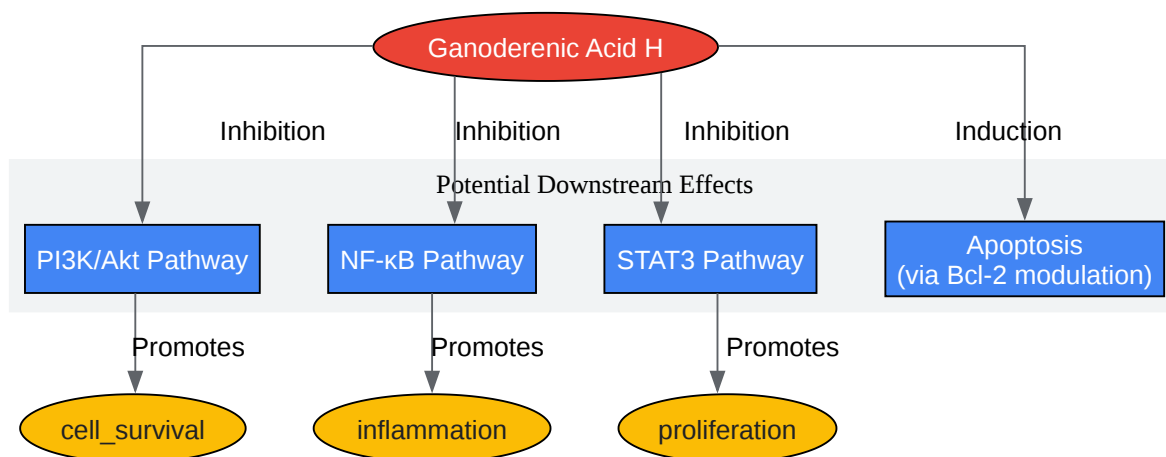 Ganoderenic Acid H
Inhibition
Inhibition
Inhibition
Induction
Potential Downstream Effects
PI3K/Akt Pathway
NF-κB Pathway
STAT3 Pathway
Apoptosis
(via Bcl-2 modulation)
Promotes
Promotes
Promotes
cell_survival
inflammation
proliferation